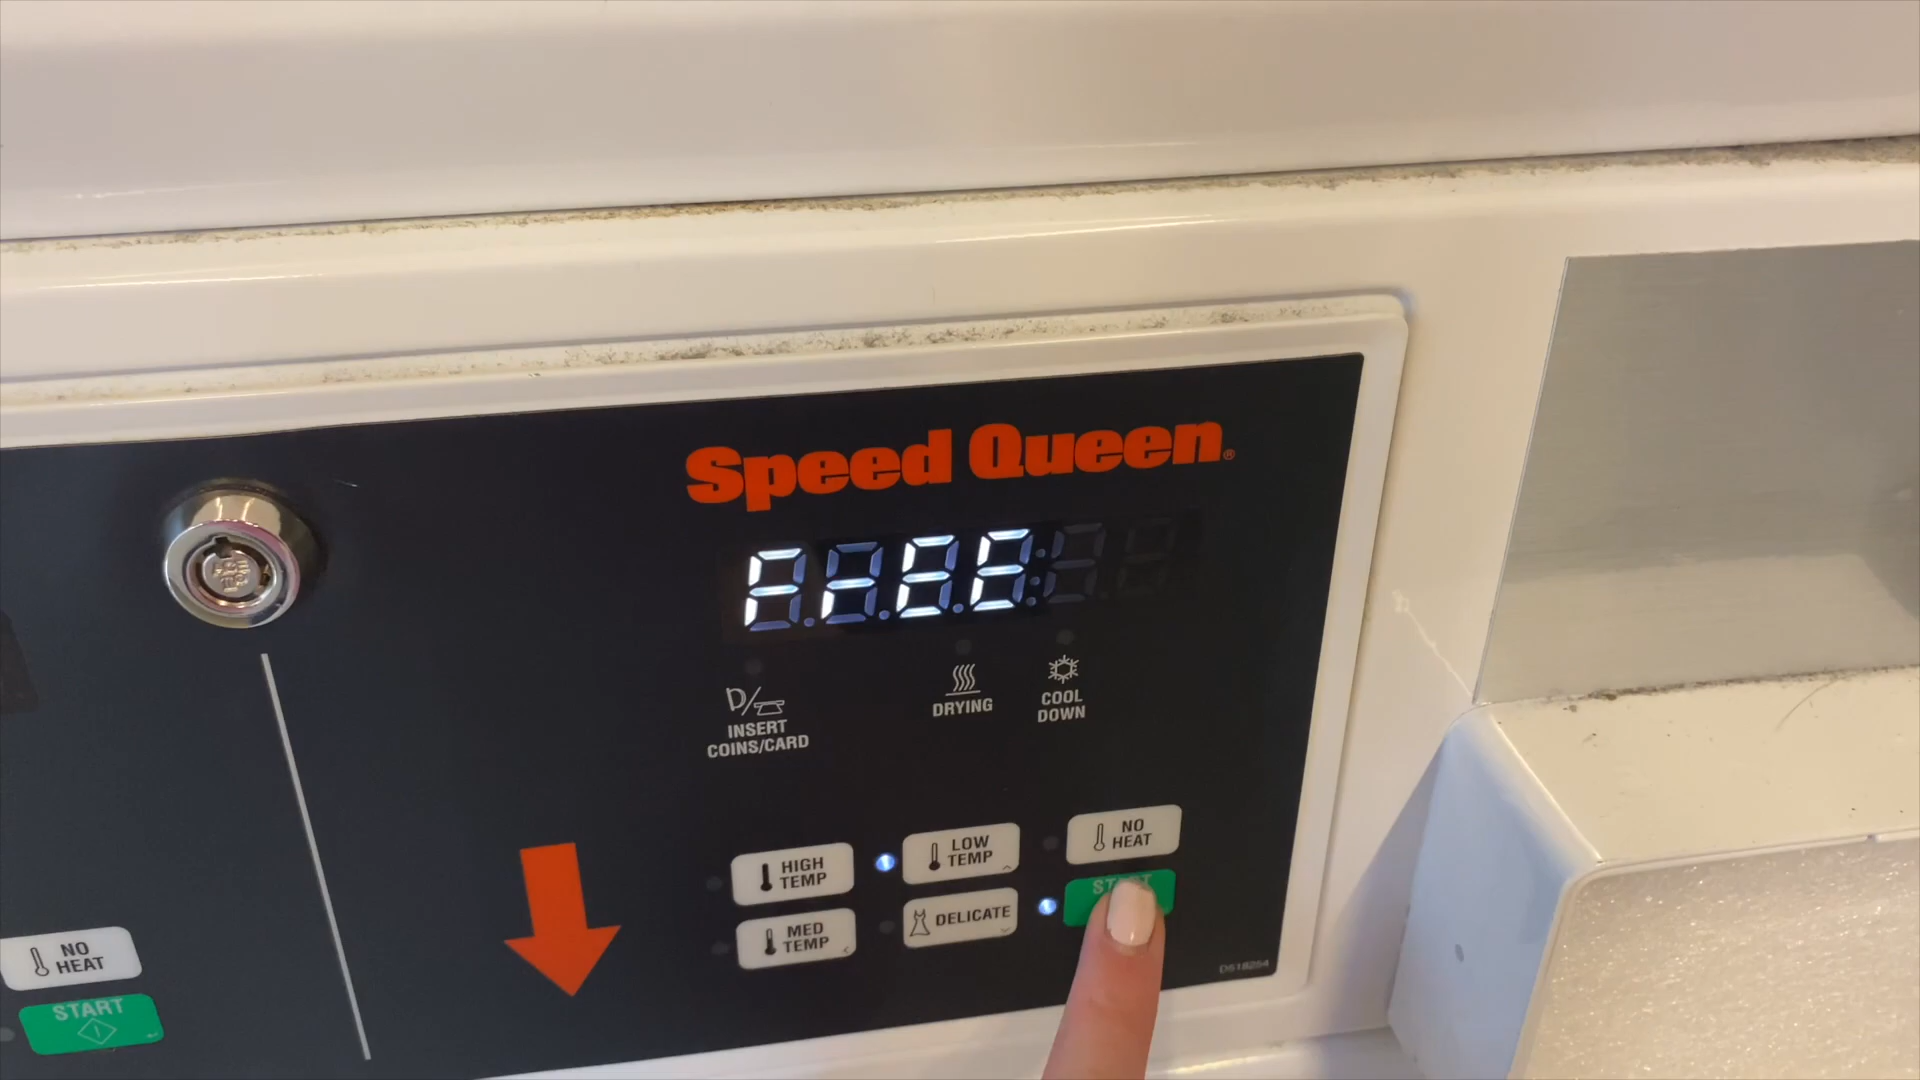 Speed Queen®
FrEE
INSERT
COINS/CARD
DRYING
COOL
DOWN
HIGH
TEMP
LOW
TEMP
NO
HEAT
MED
TEMP
DELICATE
START
NO
HEAT
START